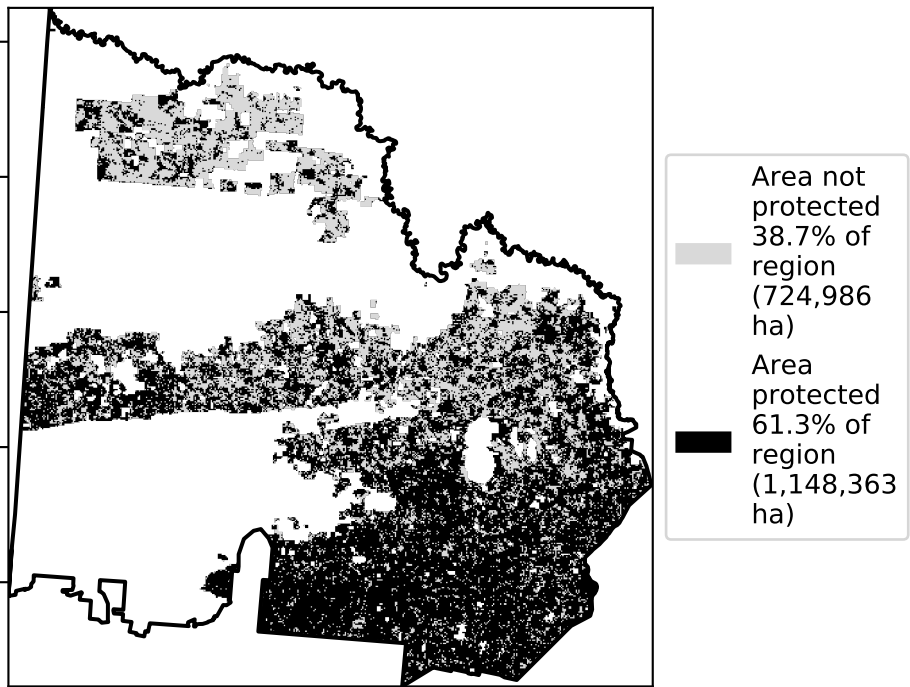 Area not
protected
38.7% of
region
(724,986
ha)
Area
protected
61.3% of
region
(1,148,363
ha)